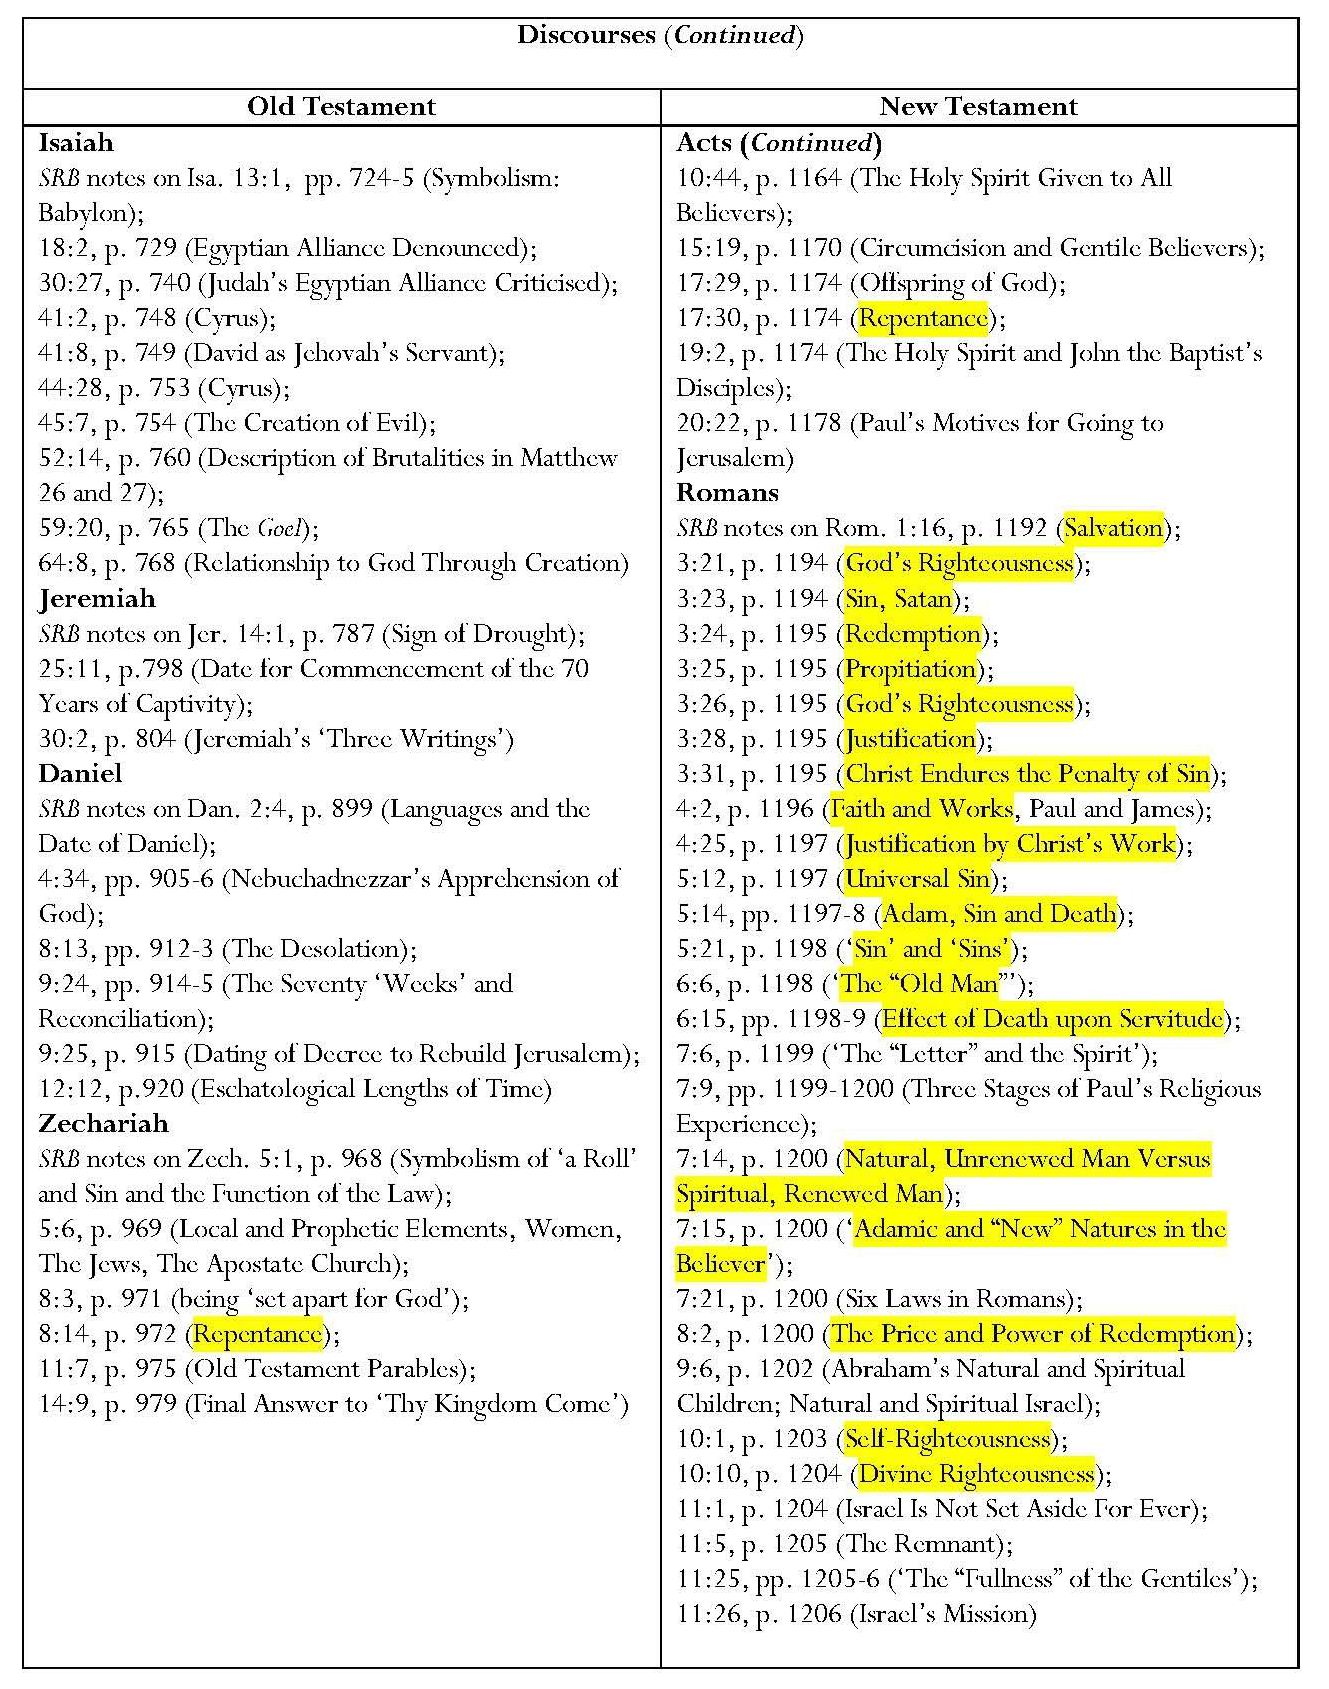 Discourses (Continued)
Old Testament
Isaiah
SRB notes on Isa. 13:1, pp. 724-5 (Symbolism:
Babylon);
18:2, p. 729 (Egyptian Alliance Denounced);
30:27, p. 740 (Judah's Egyptian Alliance Criticised);
41:2, p. 748 (Cyrus);
41:8, p. 749 (David as Jehovah's Servant);
44:28, p. 753 (Cyrus);
45:7, p. 754 (The Creation of Evil);
52:14, p. 760 (Description of Brutalities in Matthew
26 and 27);
59:20, p. 765 (The Goel);
64:8, p. 768 (Relationship to God Through Creation)
Jeremiah
SRB notes on Jer. 14:1, p. 787 (Sign of Drought);
25:11, p.798 (Date for Commencement of the 70
Years of Captivity);
30:2, p. 804 (Jeremiah's ‘Three Writings’)
Daniel
SRB notes on Dan. 2:4, p. 899 (Languages and the
Date of Daniel);
4:34, pp. 905-6 (Nebuchadnezzar's Apprehension of
God);
8:13, pp. 912-3 (The Desolation);
9:24, pp. 914-5 (The Seventy ‘Weeks’ and
Reconciliation);
9:25, p. 915 (Dating of Decree to Rebuild Jerusalem);
12:12, p.920 (Eschatological Lengths of Time)
Zechariah
SRB notes on Zech. 5:1, p. 968 (Symbolism of ‘a Roll’
and Sin and the Function of the Law);
5:6, p. 969 (Local and Prophetic Elements, Women,
The Jews, The Apostate Church);
8:3, p. 971 (being ‘set apart for God’);
8:14, p. 972 (Repentance);
11:7, p. 975 (Old Testament Parables);
14:9, p. 979 (Final Answer to ‘Thy Kingdom Come’)
New Testament
Acts (Continued)
10:44, p. 1164 (The Holy Spirit Given to All
Believers);
15:19, p. 1170 (Circumcision and Gentile Believers);
17:29, p. 1174 (Offspring of God);
17:30, p. 1174 (Repentance);
19:2, p. 1174 (The Holy Spirit and John the Baptist's
Disciples);
20:22, p. 1178 (Paul's Motives for Going to
Jerusalem)
Romans
SRB notes on Rom. 1:16, p. 1192 (Salvation);
3:21, p. 1194 (God's Righteousness);
3:23, p. 1194 (Sin, Satan);
3:24, p. 1195 (Redemption);
3:25, p. 1195 (Propitiation);
3:26, p. 1195 (God's Righteousness);
3:28, p. 1195 (Justification);
3:31, p. 1195 (Christ Endures the Penalty of Sin);
4:2, p. 1196 (Faith and Works, Paul and James);
4:25, p. 1197 (Justification by Christ's Work);
5:12, p. 1197 (Universal Sin);
5:14, pp. 1197-8 (Adam, Sin and Death);
5:21, p. 1198 (‘Sin’ and ‘Sins’);
6:6, p. 1198 (‘The “Old Man”’);
6:15, pp. 1198-9 (Effect of Death upon Servitude);
7:6, p. 1199 (‘The “Letter” and the Spirit’);
7:9, pp. 1199-1200 (Three Stages of Paul's Religious
Experience);
7:14, p. 1200 (Natural, Unrenewed Man Versus
Spiritual, Renewed Man);
7:15, p. 1200 (‘Adamic and “New” Natures in the
Believer’);
7:21, p. 1200 (Six Laws in Romans);
8:2, p. 1200 (The Price and Power of Redemption);
9:6, p. 1202 (Abraham's Natural and Spiritual
Children; Natural and Spiritual Israel);
10:1, p. 1203 (Self-Righteousness);
10:10, p. 1204 (Divine Righteousness);
11:1, p. 1204 (Israel Is Not Set Aside For Ever);
11:5, p. 1205 (The Remnant);
11:25, pp. 1205-6 (‘The “Fullness” of the Gentiles’);
11:26, p. 1206 (Israel's Mission)